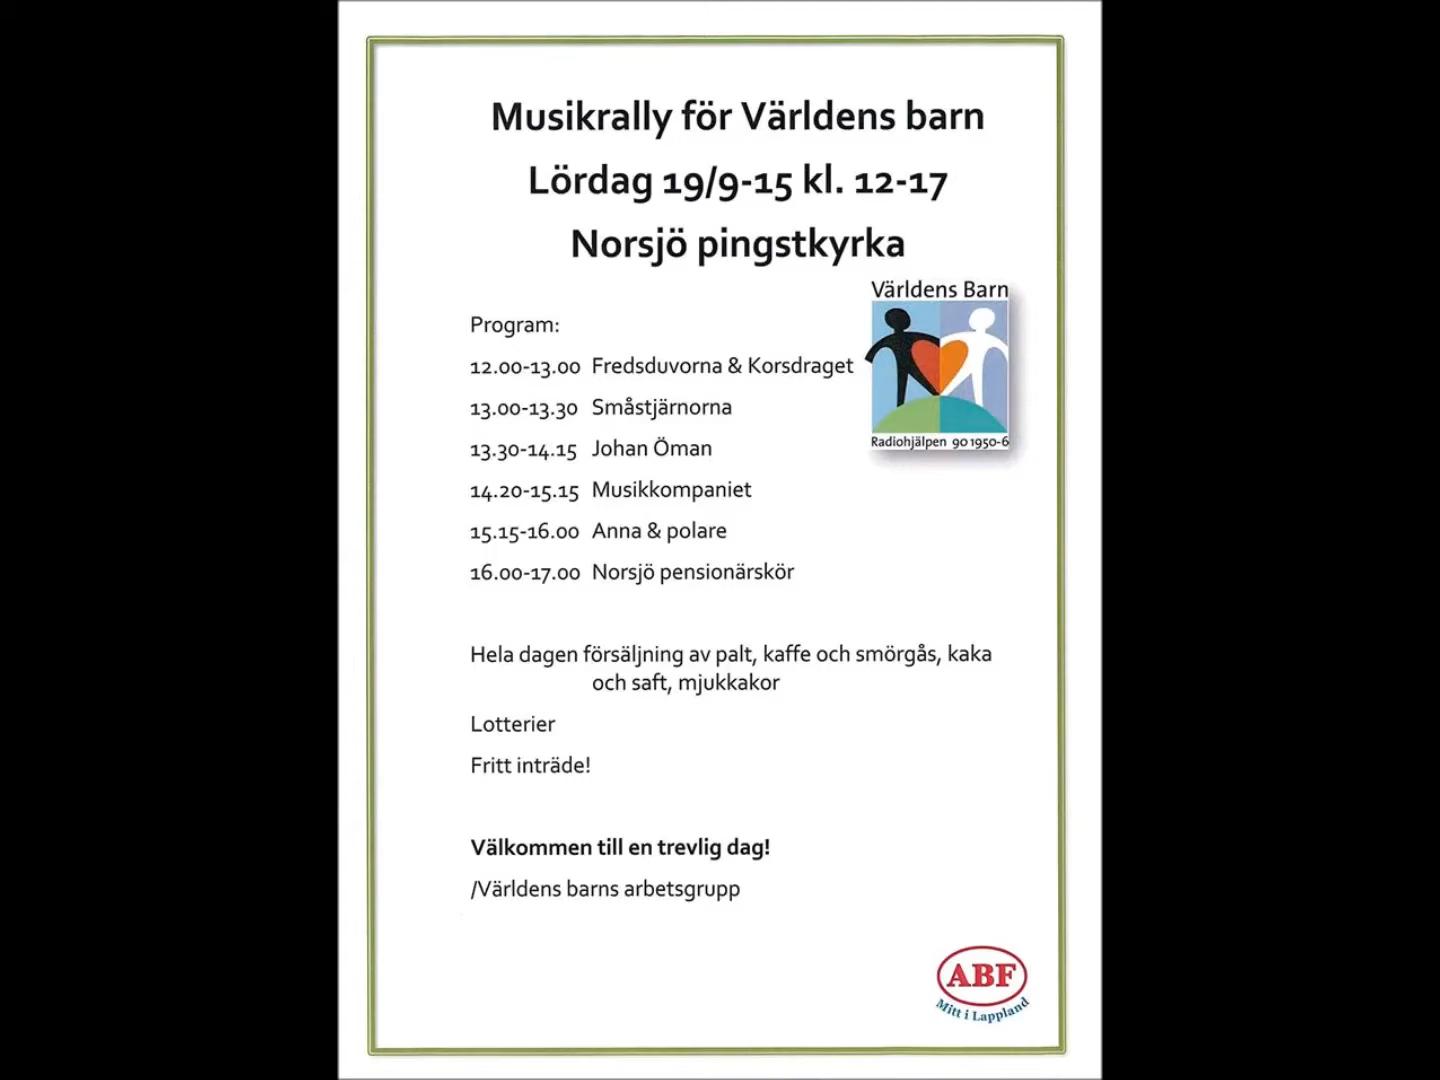 Musikrally för Världens barn
Lördag 19/9-15 kl. 12-17
Norsjö pingstkyrka
Världens Barn
Radiohjälpen 90 1950-6
Program:
12.00-13.00 Fredsduvorna & Korsdraget
13.00-13.30 Småstjärnorna
13.30-14.15 Johan Öman
14.20-15.15 Musikkompaniet
15.15-16.00 Anna & polare
16.00-17.00 Norsjö pensionärskör
Hela dagen försäljning av palt, kaffe och smörgås, kaka
och saft, mjukkakor
Lotterier
Fritt inträde!
Välkommen till en trevlig dag!
/Världens barns arbetsgrupp
ABF
Mitt i Lappland